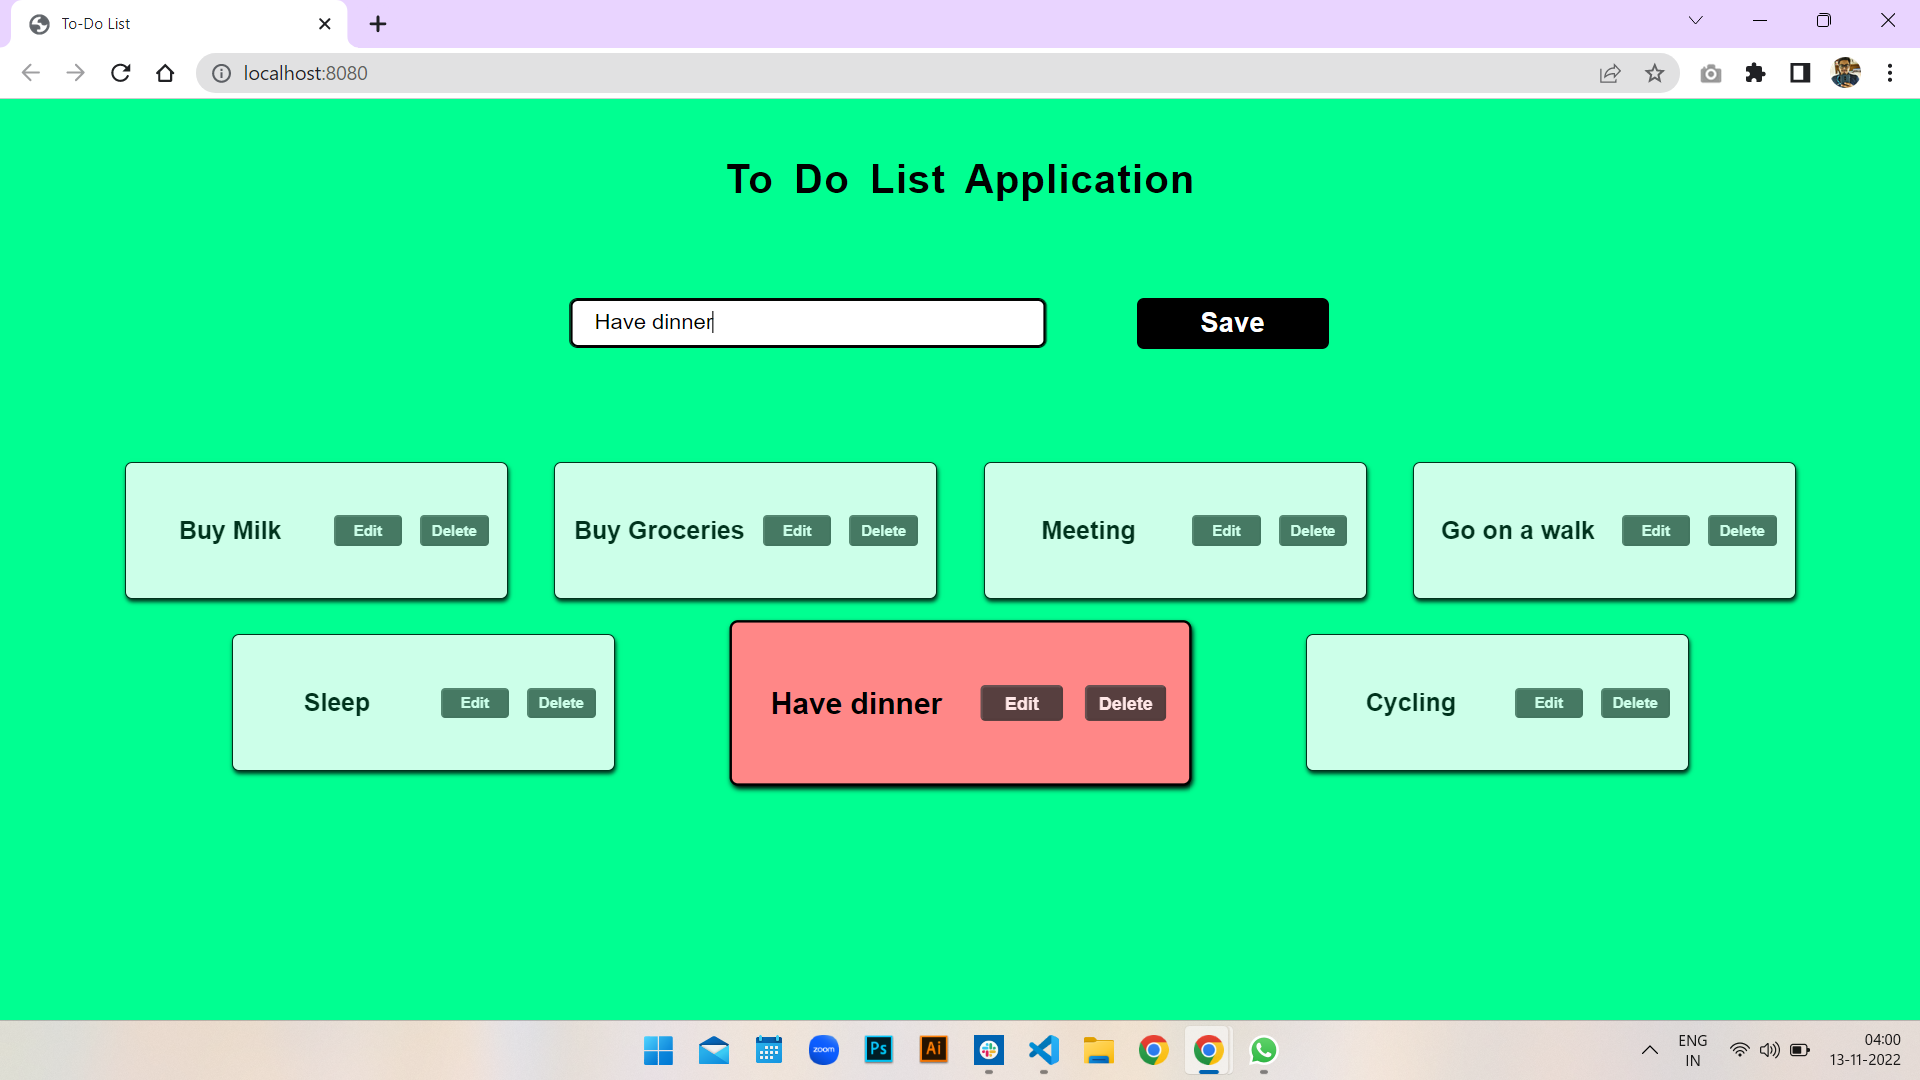 To-Do List
localhost:8080
To Do List Application
Have dinner
Save
Buy Milk Edit Delete
Buy Groceries Edit Delete
Meeting Edit Delete
Go on a walk Edit Delete
Sleep Edit Delete
Have dinner Edit Delete
Cycling Edit Delete
zoom
Ps
Ai
ENG
IN
04:00
13-11-2022